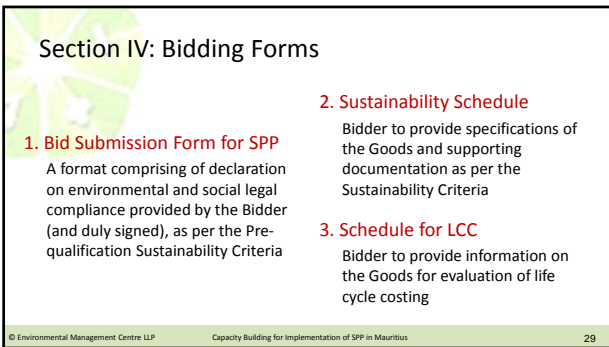 Section IV: Bidding Forms
1. Bid Submission Form for SPP
A format comprising of declaration
on environmental and social legal
compliance provided by the Bidder
(and duly signed), as per the Pre-
qualification Sustainability Criteria
2. Sustainability Schedule
Bidder to provide specifications of
the Goods and supporting
documentation as per the
Sustainability Criteria
3. Schedule for LCC
Bidder to provide information on
the Goods for evaluation of life
cycle costing
© Environmental Management Centre LLP
Capacity Building for Implementation of SPP in Mauritius
29